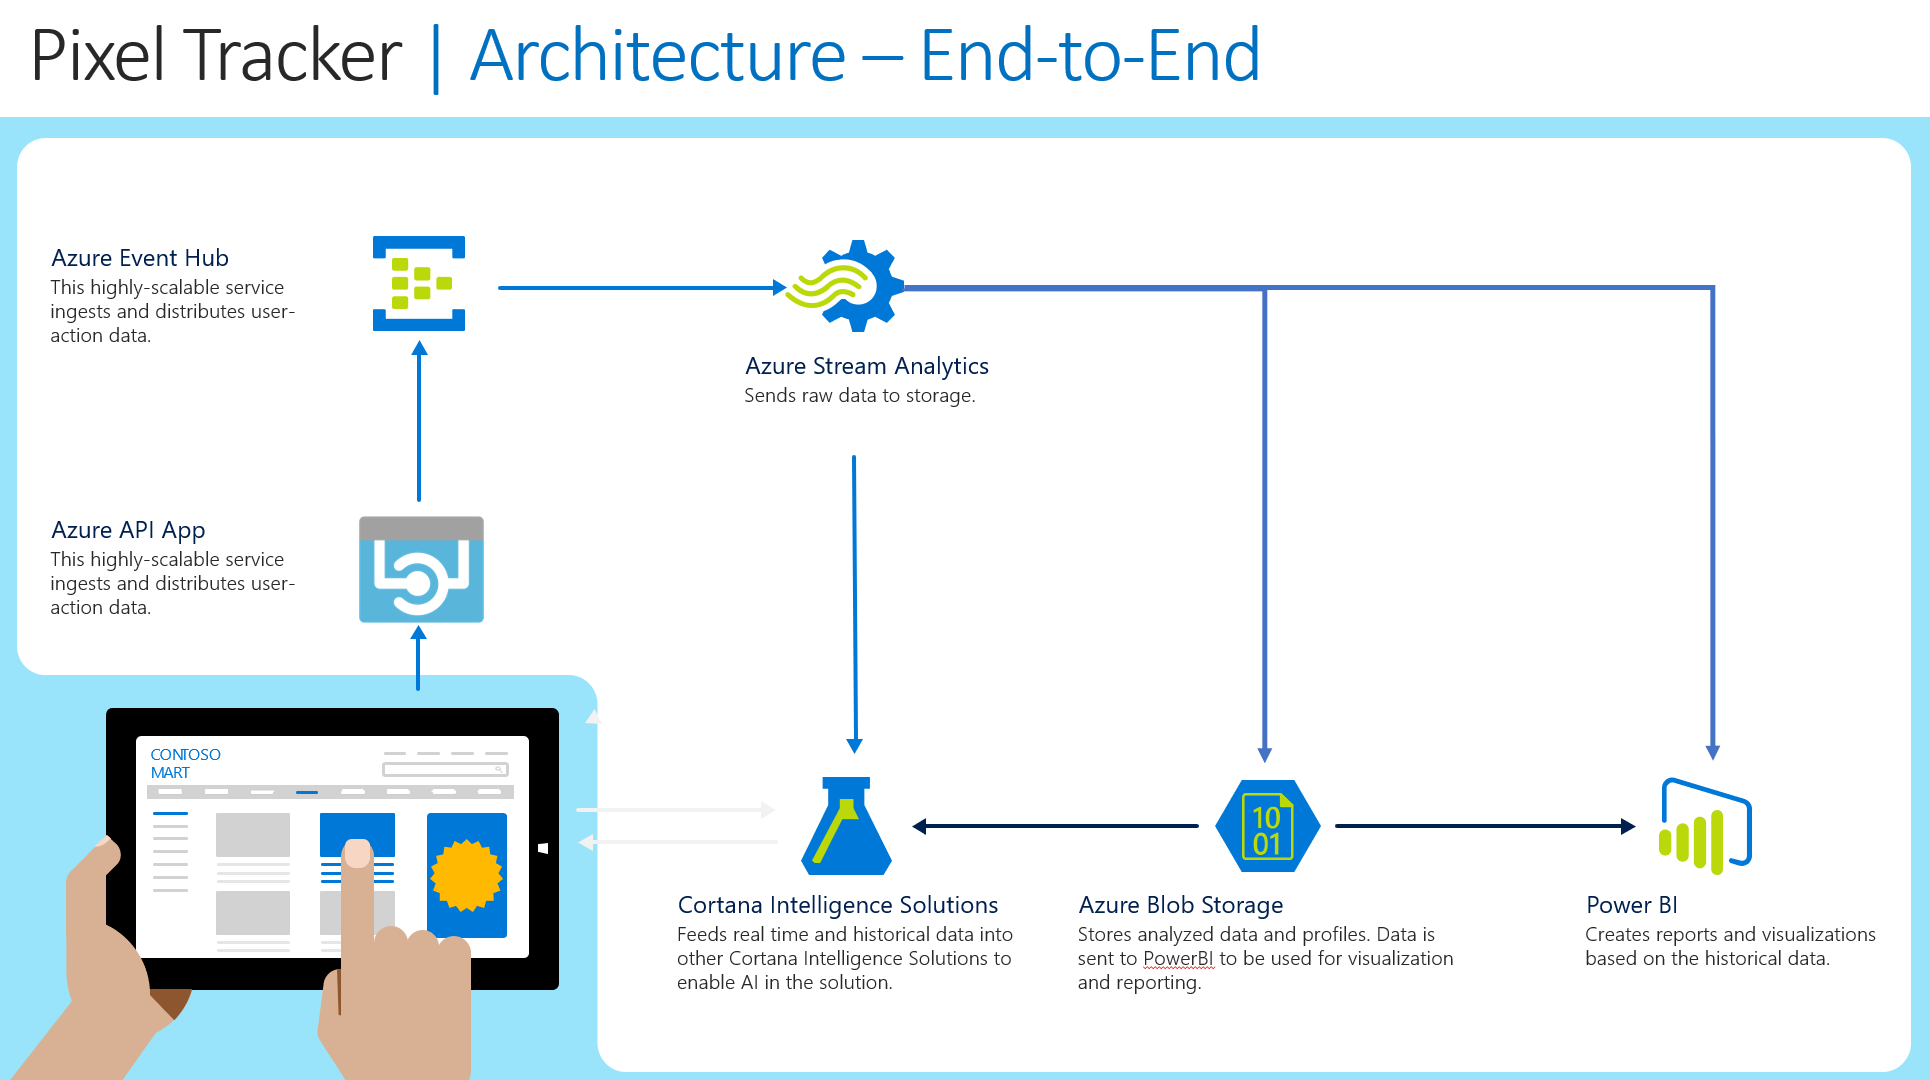 Pixel Tracker | Architecture – End-to-End
Azure Event Hub
This highly-scalable service
ingests and distributes user-
action data.
Azure Stream Analytics
Sends raw data to storage.
Azure API App
This highly-scalable service
ingests and distributes user-
action data.
CONTOSO
MART
10
01
Cortana Intelligence Solutions
Feeds real time and historical data into
other Cortana Intelligence Solutions to
enable AI in the solution.
Azure Blob Storage
Stores analyzed data and profiles. Data is
sent to PowerBI to be used for visualization
and reporting.
Power BI
Creates reports and visualizations
based on the historical data.